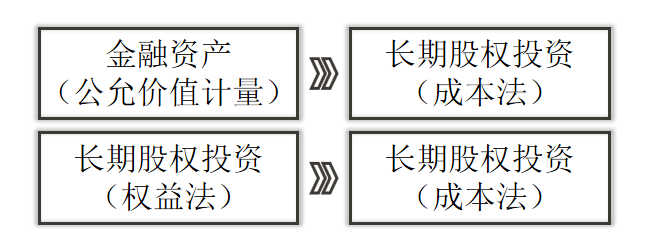 金融资产
（公允价值计量）
长期股权投资
（成本法）
长期股权投资
（权益法）
长期股权投资
（成本法）